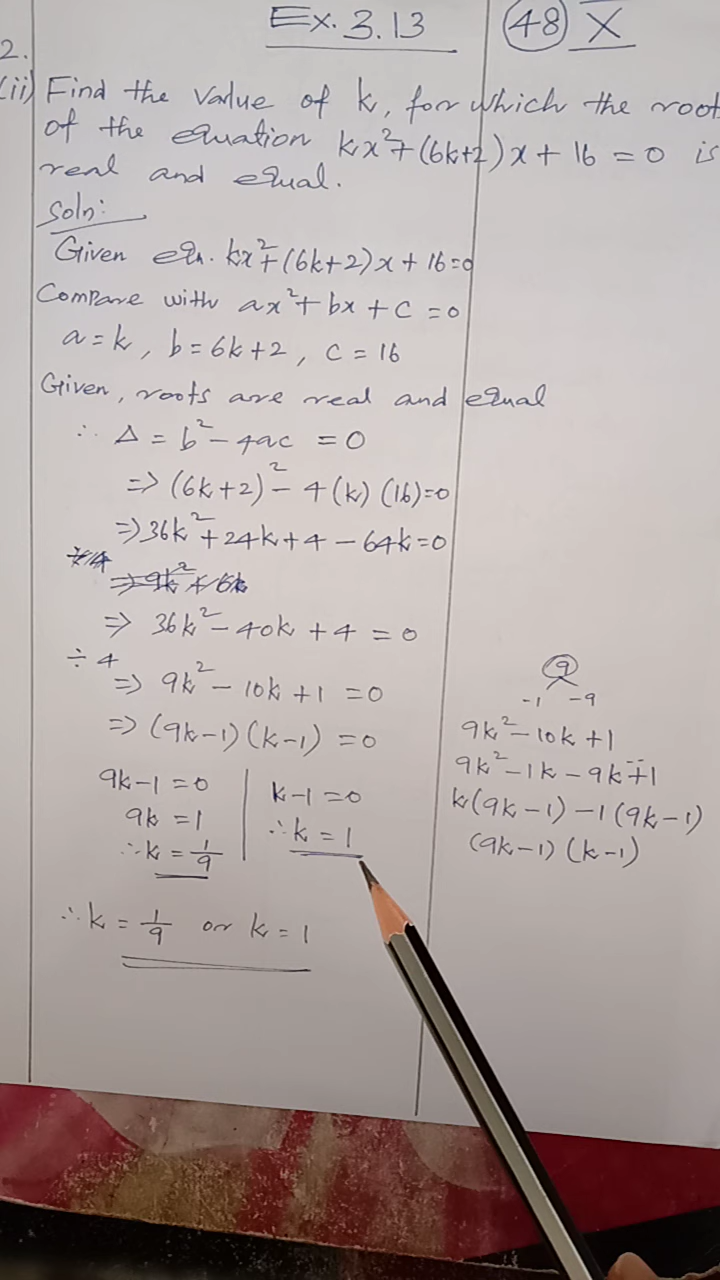 Ex. 3.13 (48) X
2.
(ii) Find the value of k, for which the root
of the equation kx²+(6k+2)x+16=0 is
real and equal.
Soln:
Given eqn. kx²+(6k+2)x+16=0
Compare with ax²+bx+c=0
a=k, b=6k+2, c=16
Given, roots are real and equal
∴ Δ = b²-4ac = 0
=> (6k+2)²-4(k)(16)=0
=> 36k²+24k+4-64k=0
=> 9k²+6k
=> 36k²-40k+4=0
÷4 => 9k²-10k+1=0
=> (9k-1)(k-1)=0
9k-1=0
9k=1
∴k=1/9
k-1=0
∴k=1
∴k=1/9 or k=1
9
-1 -9
9k²-10k+1
9k²-1k-9k+1
k(9k-1)-1(9k-1)
(9k-1)(k-1)